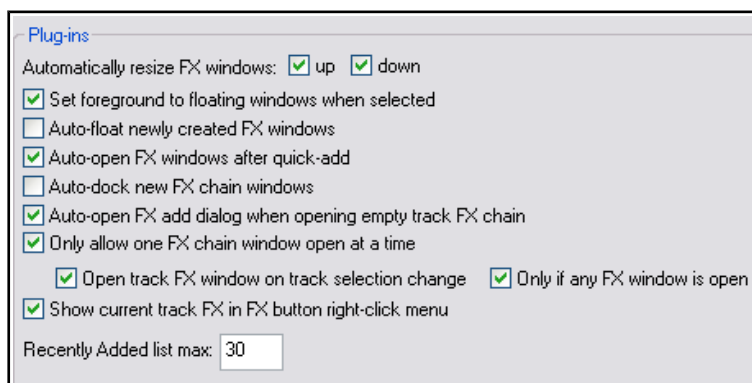 Plug-ins
Automatically resize FX windows: up down
Set foreground to floating windows when selected
Auto-float newly created FX windows
Auto-open FX windows after quick-add
Auto-dock new FX chain windows
Auto-open FX add dialog when opening empty track FX chain
Only allow one FX chain window open at a time
Open track FX window on track selection change Only if any FX window is open
Show current track FX in FX button right-click menu
Recently Added list max: 30